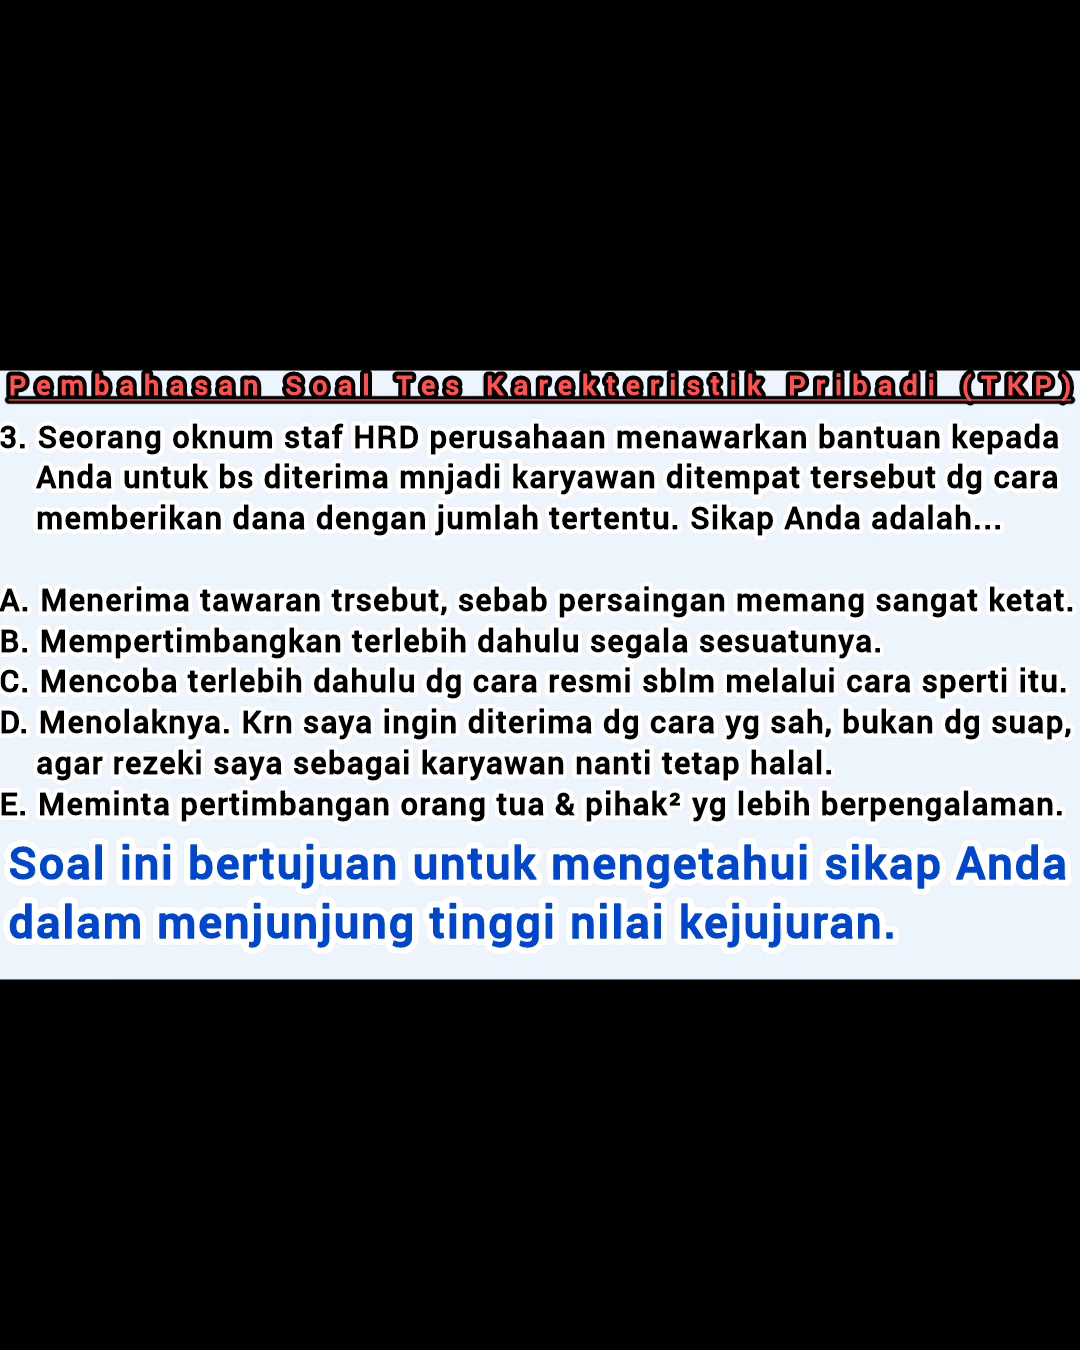 Pembahasan Soal Tes Karekteristik Pribadi (TKP)
3. Seorang oknum staf HRD perusahaan menawarkan bantuan kepada
Anda untuk bs diterima mnjadi karyawan ditempat tersebut dg cara
memberikan dana dengan jumlah tertentu. Sikap Anda adalah...
A. Menerima tawaran trsebut, sebab persaingan memang sangat ketat.
B. Mempertimbangkan terlebih dahulu segala sesuatunya.
C. Mencoba terlebih dahulu dg cara resmi sblm melalui cara sperti itu.
D. Menolaknya. Krn saya ingin diterima dg cara yg sah, bukan dg suap,
agar rezeki saya sebagai karyawan nanti tetap halal.
E. Meminta pertimbangan orang tua & pihak² yg lebih berpengalaman.
Soal ini bertujuan untuk mengetahui sikap Anda
dalam menjunjung tinggi nilai kejujuran.